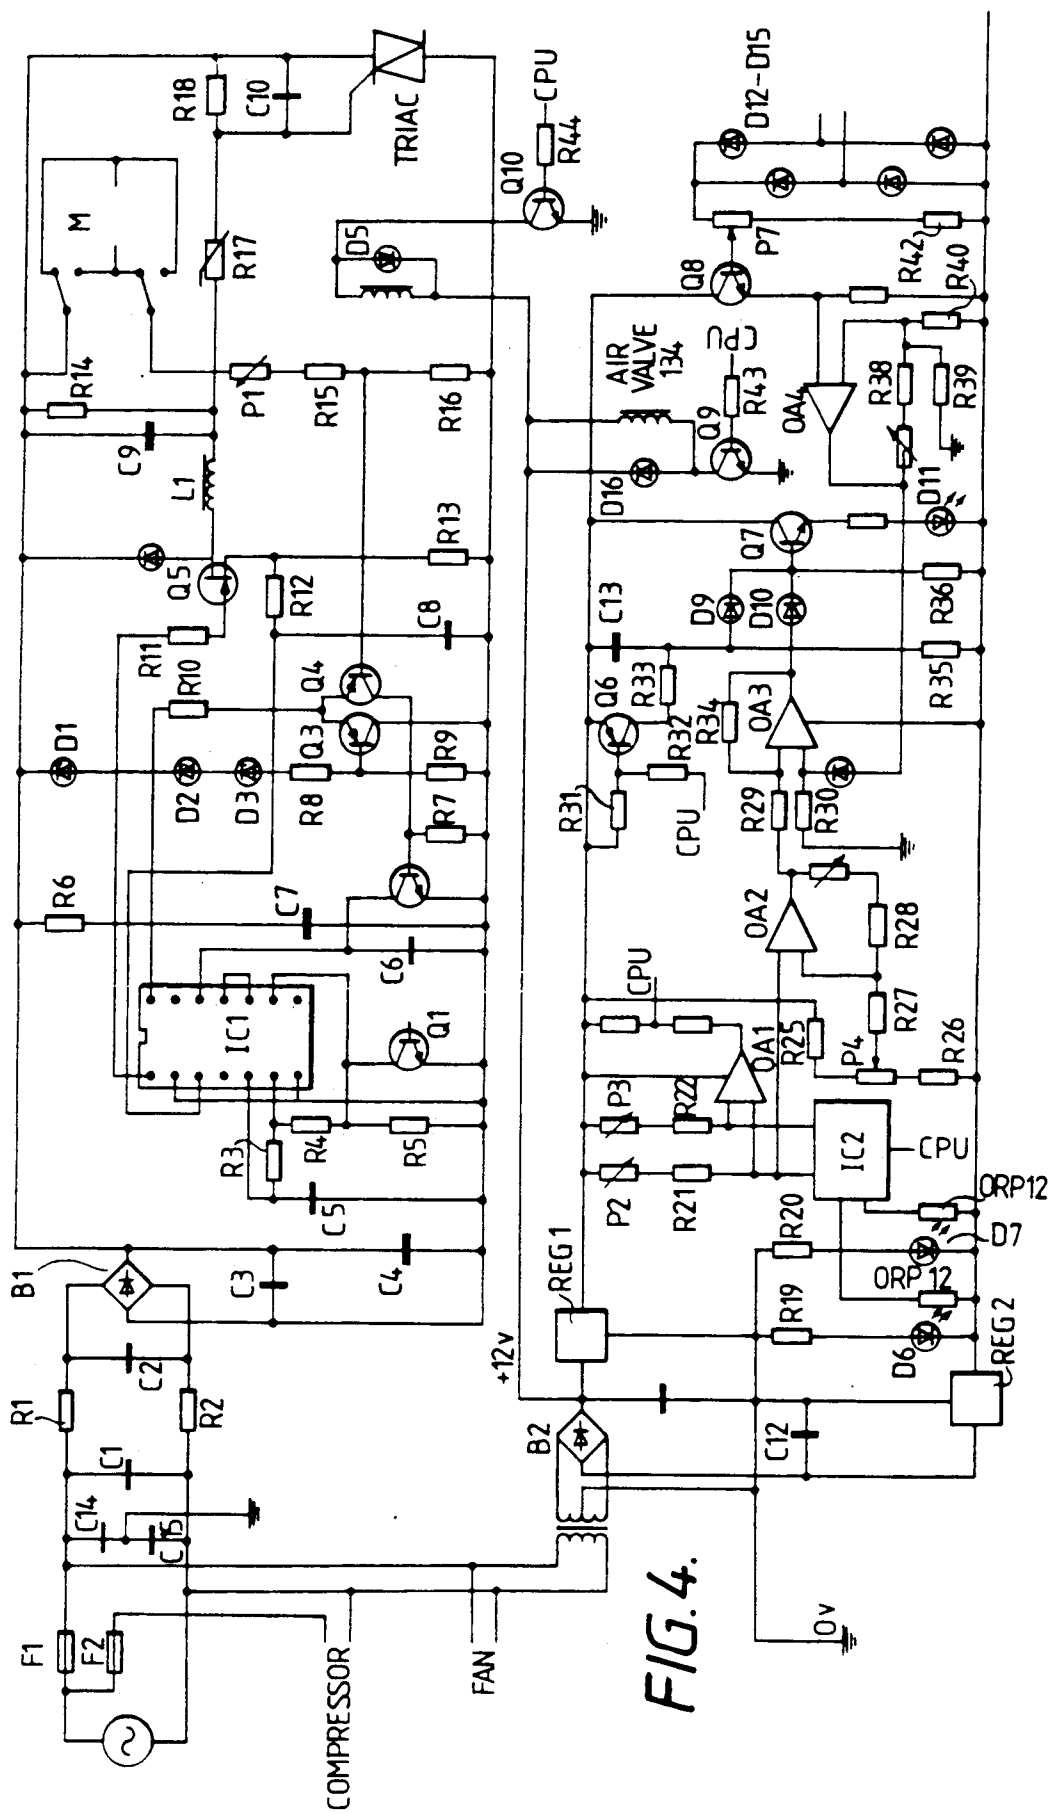 F1
F2
COMPRESSOR
FAN
C14
C15
R1
C1
R2
C2
B1
C3
C4
R3
C5
R4
R5
IC1
Q1
R6
C7
C6
D1
D2
D3
R8
Q3
R7
R9
R10
R11
Q4
Q5
R12
C8
R13
L1
C9
R14
P1
R15
R16
M
R17
R18
C10
TRIAC
D5
Q10
R44
CPU
FIG. 4.
0v
+12v
B2
C12
REG 1
REG 2
R19
D6
R20
ORP 12
D7
ORP12
P2
P3
R21
R22
IC2
CPU
OA1
CPU
R25
P4
R26
R27
R28
OA2
R29
R30
R31
R32
CPU
Q6
R33
R34
OA3
C13
D9
D10
R35
R36
Q7
D16
D11
AIR
VALVE
134
Q9
R43
CPU
OA4
R38
R39
R40
R42
Q8
P7
D12-D15